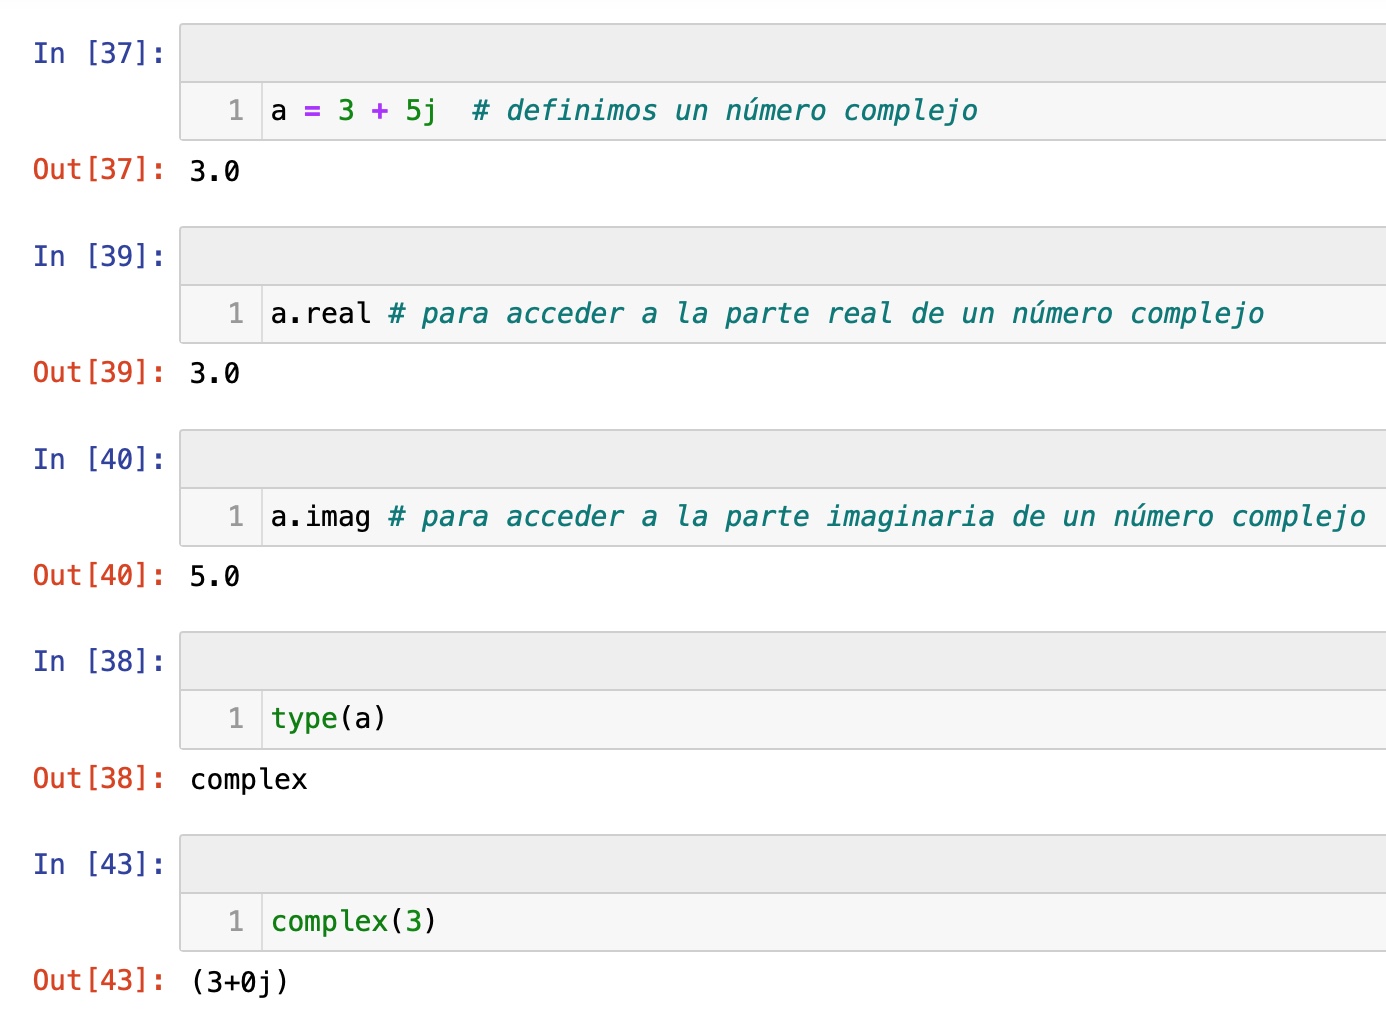 In [37]:
1 a = 3 + 5j  # definimos un número complejo
Out[37]: 3.0
In [39]:
1 a.real # para acceder a la parte real de un número complejo
Out[39]: 3.0
In [40]:
1 a.imag # para acceder a la parte imaginaria de un número complejo
Out[40]: 5.0
In [38]:
1 type(a)
Out[38]: complex
In [43]:
1 complex(3)
Out[43]: (3+0j)